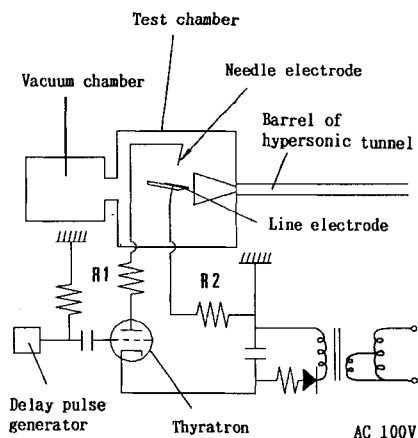 Test chamber
Needle electrode
Vacuum chamber
Barrel of
hypersonic tunnel
Line electrode
R1
R2
Delay pulse
generator
Thyratron
AC 100V